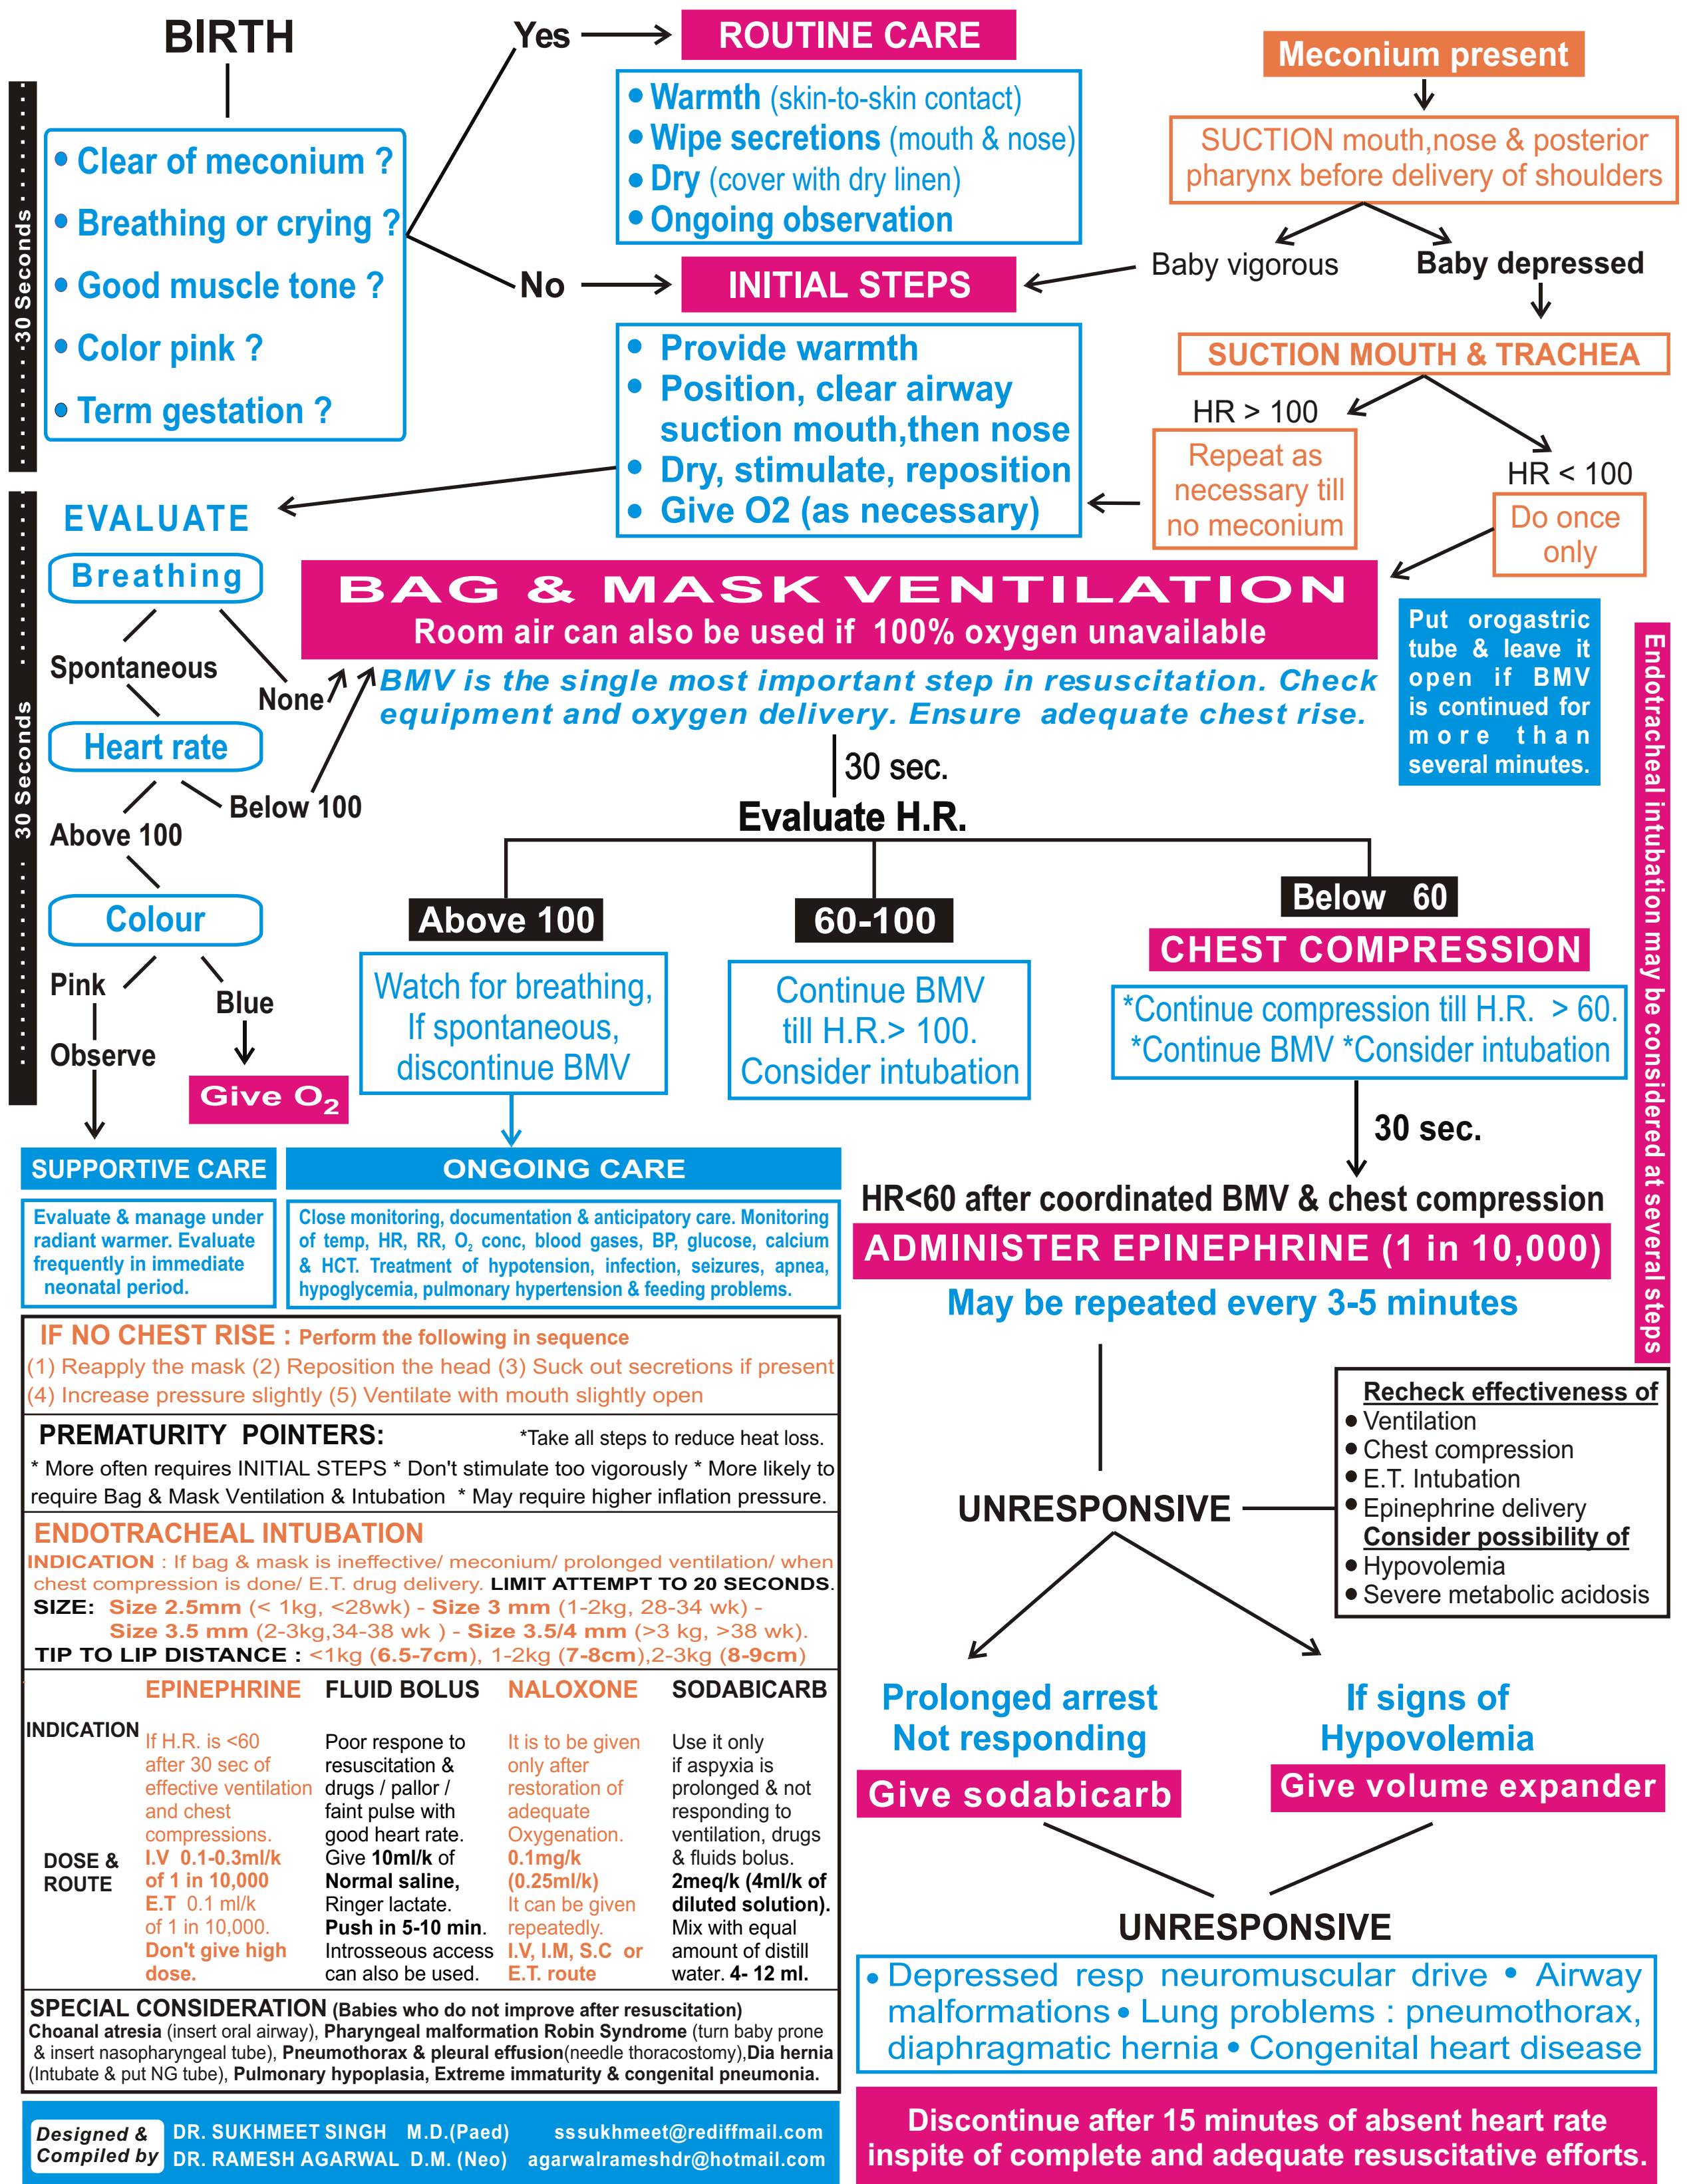 BIRTH
30 Seconds
• Clear of meconium ?
• Breathing or crying ?
• Good muscle tone ?
• Color pink ?
• Term gestation ?
Yes
ROUTINE CARE
• Warmth (skin-to-skin contact)
• Wipe secretions (mouth & nose)
• Dry (cover with dry linen)
• Ongoing observation
No
INITIAL STEPS
• Provide warmth
• Position, clear airway
suction mouth,then nose
• Dry, stimulate, reposition
• Give O2 (as necessary)
Meconium present
SUCTION mouth,nose & posterior
pharynx before delivery of shoulders
Baby vigorous
Baby depressed
SUCTION MOUTH & TRACHEA
HR > 100
Repeat as
necessary till
no meconium
HR < 100
Do once
only
30 Seconds
EVALUATE
Breathing
Spontaneous
None
Heart rate
Below 100
Above 100
Colour
Pink
Blue
Observe
Give O2
BAG & MASK VENTILATION
Room air can also be used if 100% oxygen unavailable
BMV is the single most important step in resuscitation. Check
equipment and oxygen delivery. Ensure adequate chest rise.
Put orogastric
tube & leave it
open if BMV
is continued for
more than
several minutes.
Endotracheal intubation may be considered at several steps
30 sec.
Evaluate H.R.
Above 100
Watch for breathing,
If spontaneous,
discontinue BMV
60-100
Continue BMV
till H.R.> 100.
Consider intubation
Below 60
CHEST COMPRESSION
*Continue compression till H.R. > 60.
*Continue BMV *Consider intubation
30 sec.
SUPPORTIVE CARE
Evaluate & manage under
radiant warmer. Evaluate
frequently in immediate
neonatal period.
ONGOING CARE
Close monitoring, documentation & anticipatory care. Monitoring
of temp, HR, RR, O2 conc, blood gases, BP, glucose, calcium
& HCT. Treatment of hypotension, infection, seizures, apnea,
hypoglycemia, pulmonary hypertension & feeding problems.
HR<60 after coordinated BMV & chest compression
ADMINISTER EPINEPHRINE (1 in 10,000)
May be repeated every 3-5 minutes
UNRESPONSIVE
Recheck effectiveness of
• Ventilation
• Chest compression
• E.T. Intubation
• Epinephrine delivery
Consider possibility of
• Hypovolemia
• Severe metabolic acidosis
Prolonged arrest
Not responding
Give sodabicarb
If signs of
Hypovolemia
Give volume expander
UNRESPONSIVE
• Depressed resp neuromuscular drive • Airway
malformations • Lung problems : pneumothorax,
diaphragmatic hernia • Congenital heart disease
Discontinue after 15 minutes of absent heart rate
inspite of complete and adequate resuscitative efforts.
IF NO CHEST RISE : Perform the following in sequence
(1) Reapply the mask (2) Reposition the head (3) Suck out secretions if present
(4) Increase pressure slightly (5) Ventilate with mouth slightly open
PREMATURITY POINTERS: *Take all steps to reduce heat loss.
* More often requires INITIAL STEPS * Don't stimulate too vigorously * More likely to
require Bag & Mask Ventilation & Intubation * May require higher inflation pressure.
ENDOTRACHEAL INTUBATION
INDICATION : If bag & mask is ineffective/ meconium/ prolonged ventilation/ when
chest compression is done/ E.T. drug delivery. LIMIT ATTEMPT TO 20 SECONDS.
SIZE: Size 2.5mm (< 1kg, <28wk) - Size 3 mm (1-2kg, 28-34 wk) -
Size 3.5 mm (2-3kg,34-38 wk ) - Size 3.5/4 mm (>3 kg, >38 wk).
TIP TO LIP DISTANCE : <1kg (6.5-7cm), 1-2kg (7-8cm),2-3kg (8-9cm)
INDICATION
DOSE &
ROUTE
EPINEPHRINE
If H.R. is <60
after 30 sec of
effective ventilation
and chest
compressions.
I.V 0.1-0.3ml/k
of 1 in 10,000
E.T 0.1 ml/k
of 1 in 10,000.
Don't give high
dose.
FLUID BOLUS
Poor respone to
resuscitation &
drugs / pallor /
faint pulse with
good heart rate.
Give 10ml/k of
Normal saline,
Ringer lactate.
Push in 5-10 min.
Introsseous access
can also be used.
NALOXONE
It is to be given
only after
restoration of
adequate
Oxygenation.
0.1mg/k
(0.25ml/k)
It can be given
repeatedly.
I.V, I.M, S.C or
E.T. route
SODABICARB
Use it only
if aspyxia is
prolonged & not
responding to
ventilation, drugs
& fluids bolus.
2meq/k (4ml/k of
diluted solution).
Mix with equal
amount of distill
water. 4- 12 ml.
SPECIAL CONSIDERATION (Babies who do not improve after resuscitation)
Choanal atresia (insert oral airway), Pharyngeal malformation Robin Syndrome (turn baby prone
& insert nasopharyngeal tube), Pneumothorax & pleural effusion(needle thoracostomy),Dia hernia
(Intubate & put NG tube), Pulmonary hypoplasia, Extreme immaturity & congenital pneumonia.
Designed &
Compiled by
DR. SUKHMEET SINGH M.D.(Paed) sssukhmeet@rediffmail.com
DR. RAMESH AGARWAL D.M. (Neo) agarwalrameshdr@hotmail.com